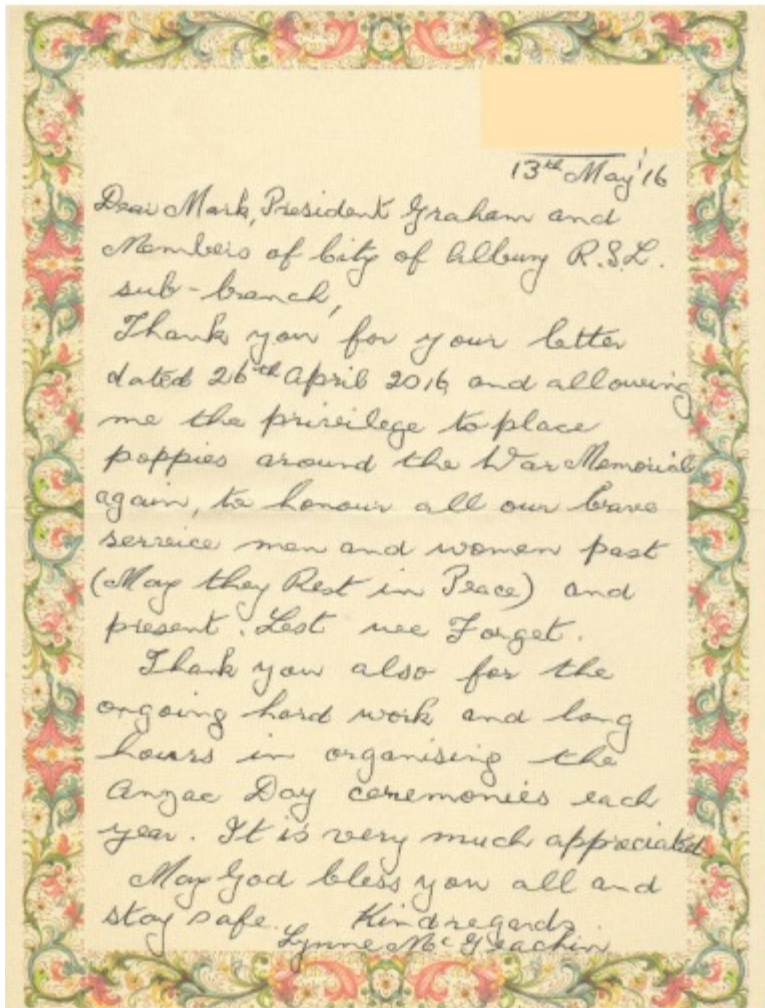 13th May '16
Dear Mark, President Graham and
Members of City of Albury R.S.L.
sub-branch,
Thank you for your letter
dated 26th April 2016, and allowing
me the privilege to place
poppies around the War Memorial
again, to honour all our brave
service men and women past
(May they Rest in Peace) and
present. Lest we Forget.
Thank you also for the
ongoing hard work and long
hours in organising the
Anzac Day ceremonies each
year. It is very much appreciated
May God bless you all and
stay safe. Kind regards.
Lynne McGeachin